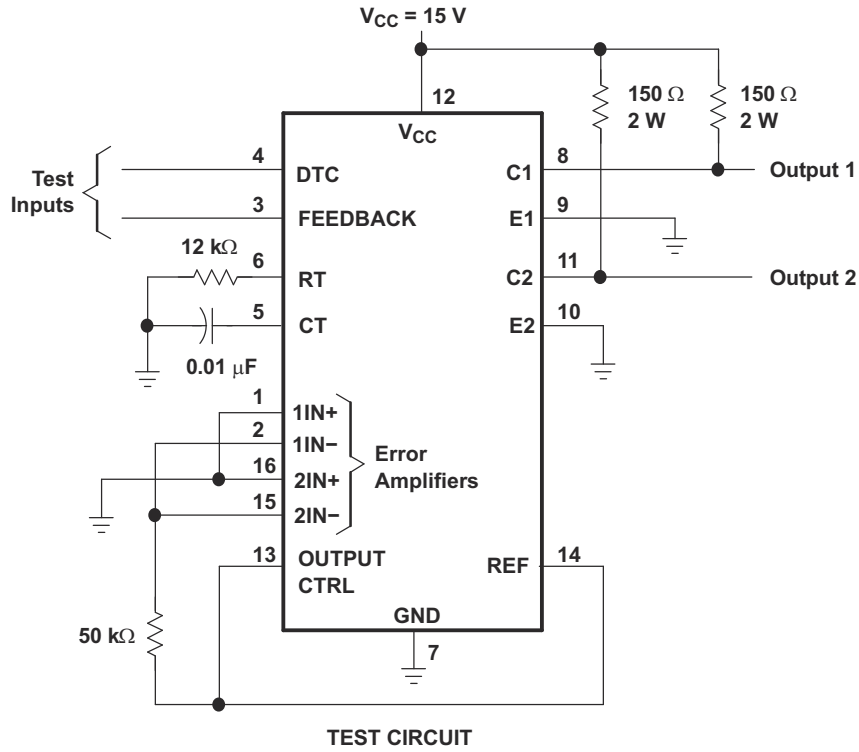 VCC = 15 V
12
VCC
150 Ω
2 W
150 Ω
2 W
Test
Inputs
4
DTC
3
FEEDBACK
12 kΩ
6
RT
5
CT
0.01 μF
1
1IN+
2
1IN−
16
2IN+
15
2IN−
Error
Amplifiers
13
OUTPUT
CTRL
50 kΩ
C1
8
Output 1
E1
9
C2
11
Output 2
E2
10
REF
14
GND
7
TEST CIRCUIT